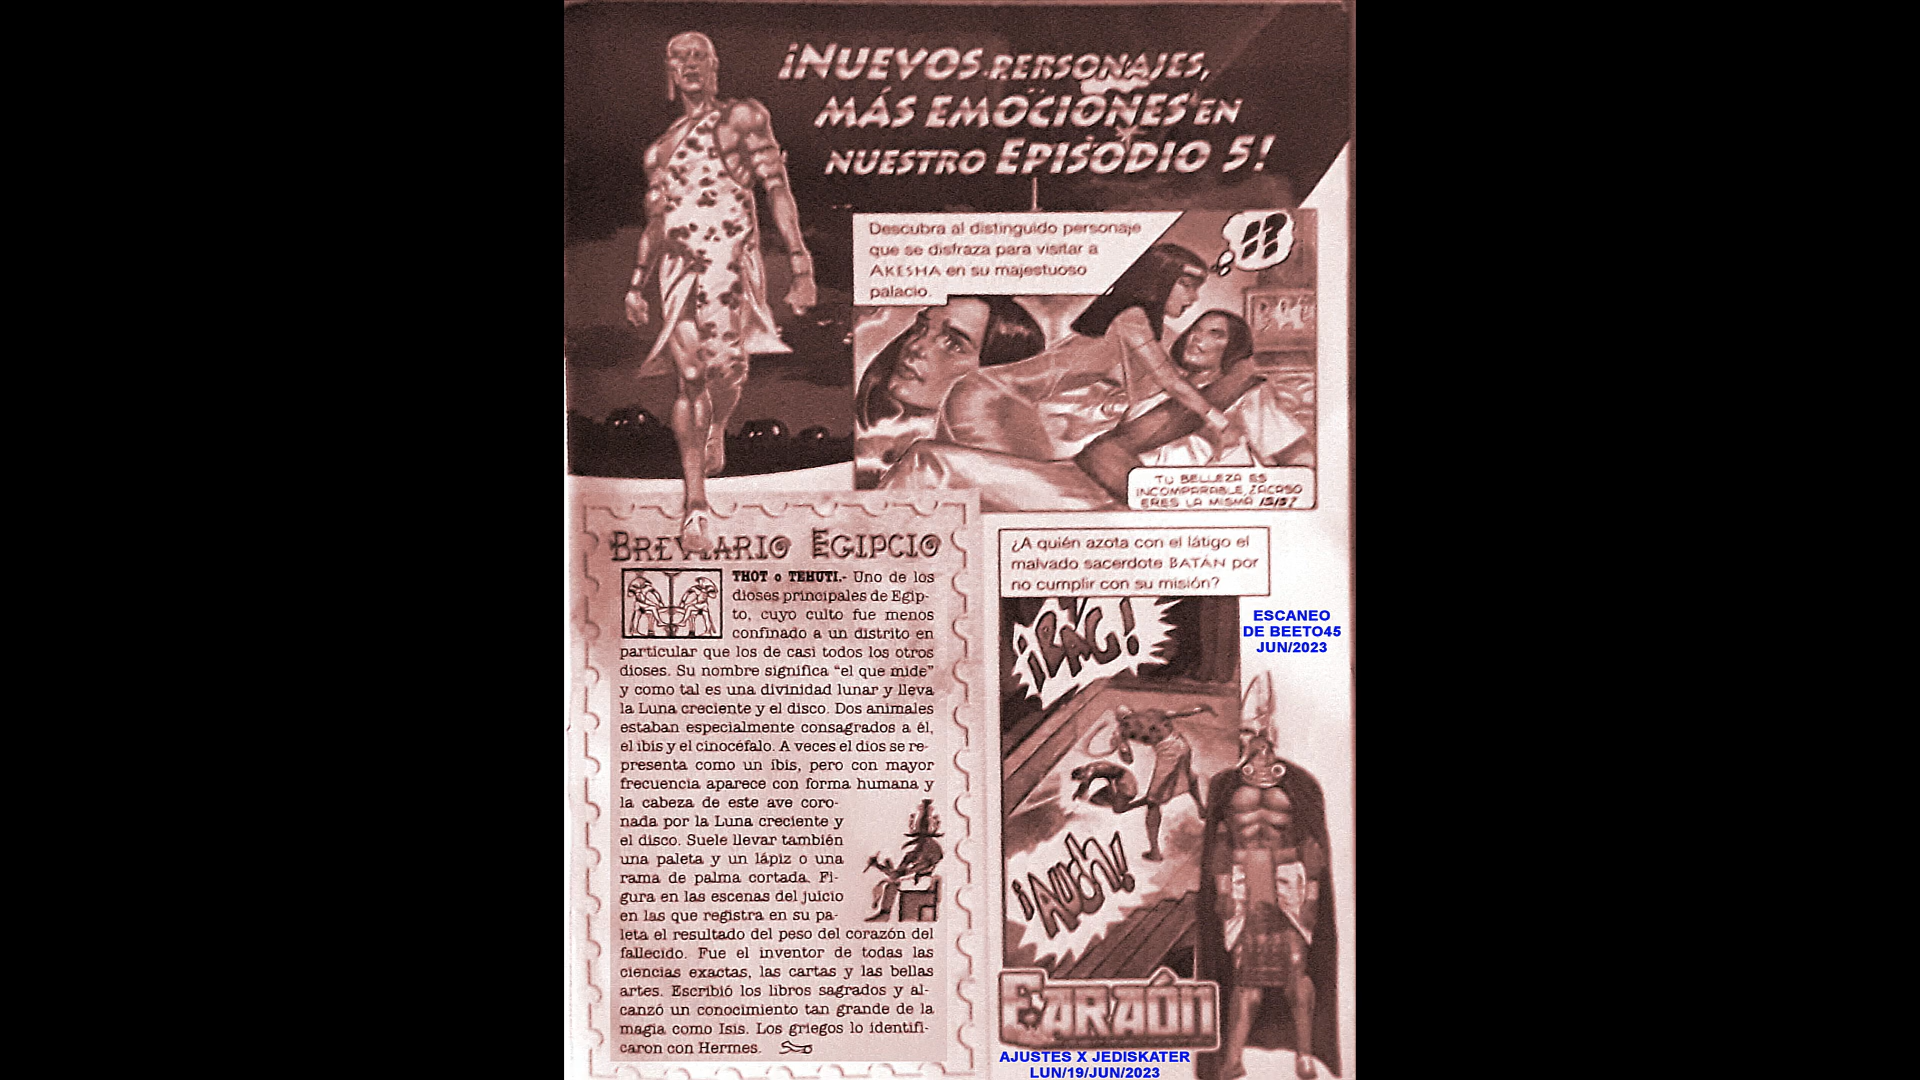 ¡NUEVOS PERSONAJES,
MÁS EMOCIONES EN
NUESTRO EPISODIO 5!
Descubra al distinguido personaje
que se disfraza para visitar a
AKESHA en su majestuoso
palacio.
!?
TU BELLEZA ES
INCOMPARABLE, ¿ACASO
ERES LA MISMA ISIS?
BREVIARIO EGIPCIO
THOT o TEHUTI.- Uno de los
dioses principales de Egip-
to, cuyo culto fue menos
confinado a un distrito en
particular que los de casi todos los otros
dioses. Su nombre significa “el que mide”
y como tal es una divinidad lunar y lleva
la Luna creciente y el disco. Dos animales
estaban especialmente consagrados a él,
el ibis y el cinocéfalo. A veces el dios se re-
presenta como un ibis, pero con mayor
frecuencia aparece con forma humana y
la cabeza de este ave coro-
nada por la Luna creciente y
el disco. Suele llevar también
una paleta y un lápiz o una
rama de palma cortada. Fi-
gura en las escenas del juicio
en las que registra en su pa-
leta el resultado del peso del corazón del
fallecido. Fue el inventor de todas las
ciencias exactas, las cartas y las bellas
artes. Escribió los libros sagrados y al-
canzó un conocimiento tan grande de la
magia como Isis. Los griegos lo identifi-
caron con Hermes.
¿A quién azota con el látigo el
malvado sacerdote BATÁN por
no cumplir con su misión?
¡BAG!
¡AUCH!
ESCANEO
DE BEETO45
JUN/2023
FARAÓN
AJUSTES X JEDISKATER
LUN/19/JUN/2023